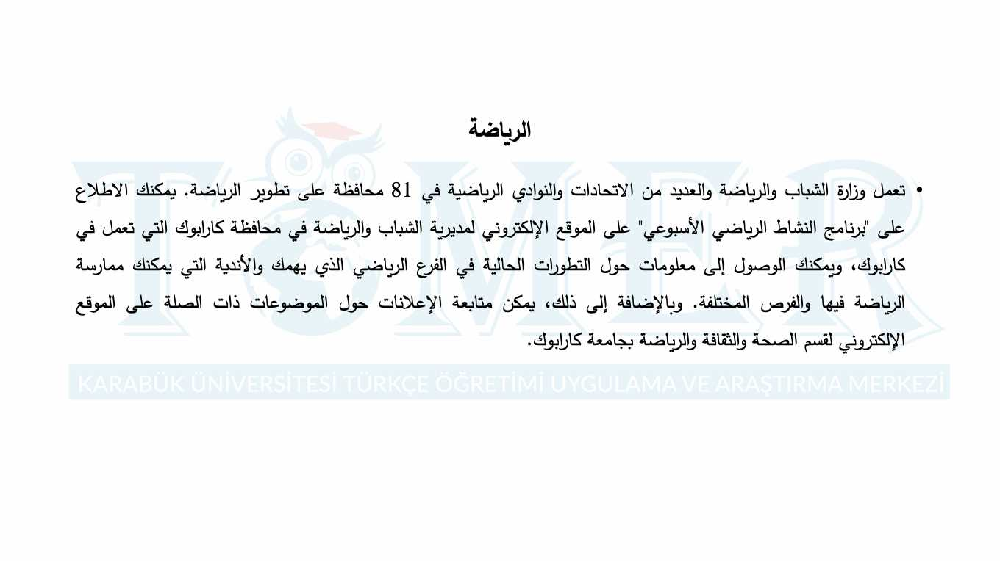 الرياضة
• تعمل وزارة الشباب والرياضة والعديد من الاتحادات والنوادي الرياضية في 81 محافظة على تطوير الرياضة. يمكنك الاطلاع
على "برنامج النشاط الرياضي الأسبوعي" على الموقع الإلكتروني لمديرية الشباب والرياضة في محافظة كارابوك التي تعمل في
كارابوك، ويمكنك الوصول إلى معلومات حول التطورات الحالية في الفرع الرياضي الذي يهمك والأندية التي يمكنك ممارسة
الرياضة فيها والفرص المختلفة. وبالإضافة إلى ذلك، يمكن متابعة الإعلانات حول الموضوعات ذات الصلة على الموقع
الإلكتروني لقسم الصحة والثقافة والرياضة بجامعة كارابوك.
TÖMER
KARABÜK ÜNİVERSİTESİ TÜRKÇE ÖĞRETİMİ UYGULAMA VE ARAŞTIRMA MERKEZİ